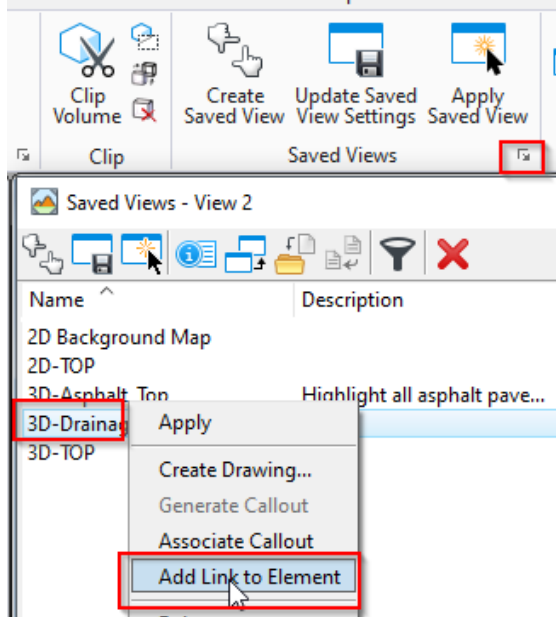 Clip
Volume
Create
Saved View
Update Saved
View Settings
Apply
Saved View
Clip
Saved Views
Saved Views - View 2
Name
Description
2D Background Map
2D-TOP
3D-Asphalt_Top
Highlight all asphalt pave...
3D-Drainag
3D-TOP
Apply
Create Drawing...
Generate Callout
Associate Callout
Add Link to Element